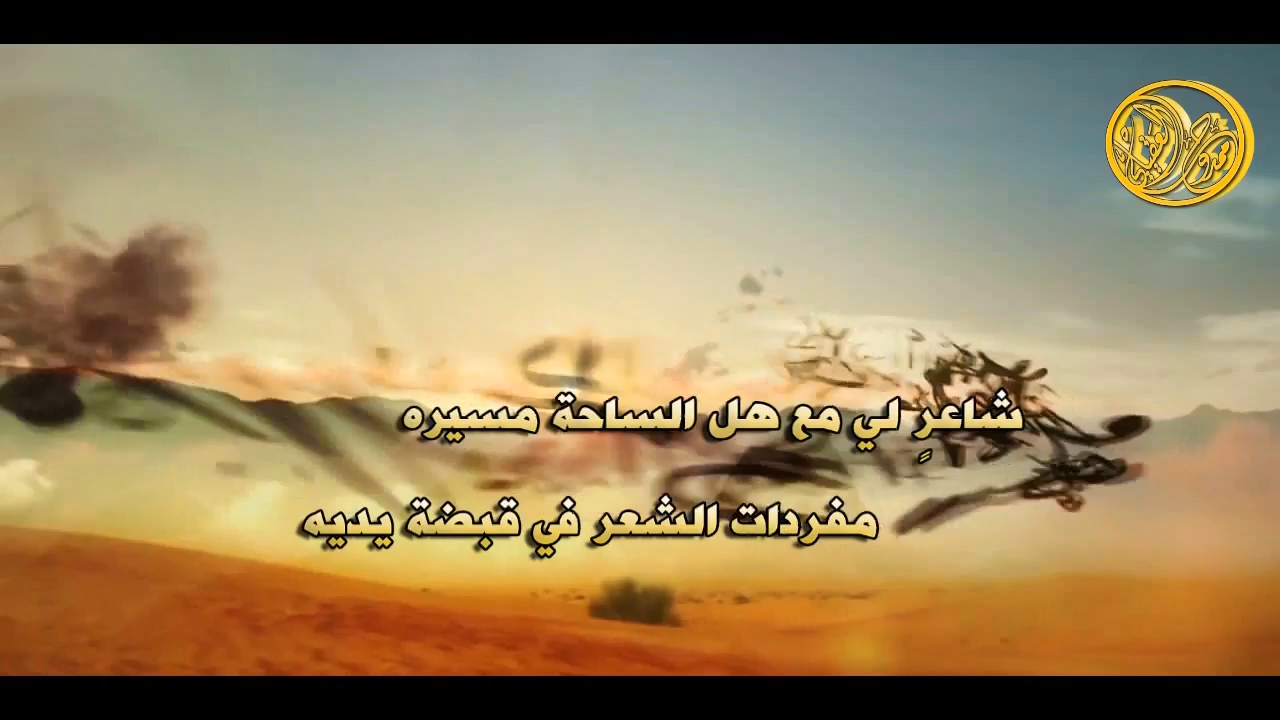 شاعرٍ لي مع هل الساحة مسيره
مفردات الشعر في قبضة يديه